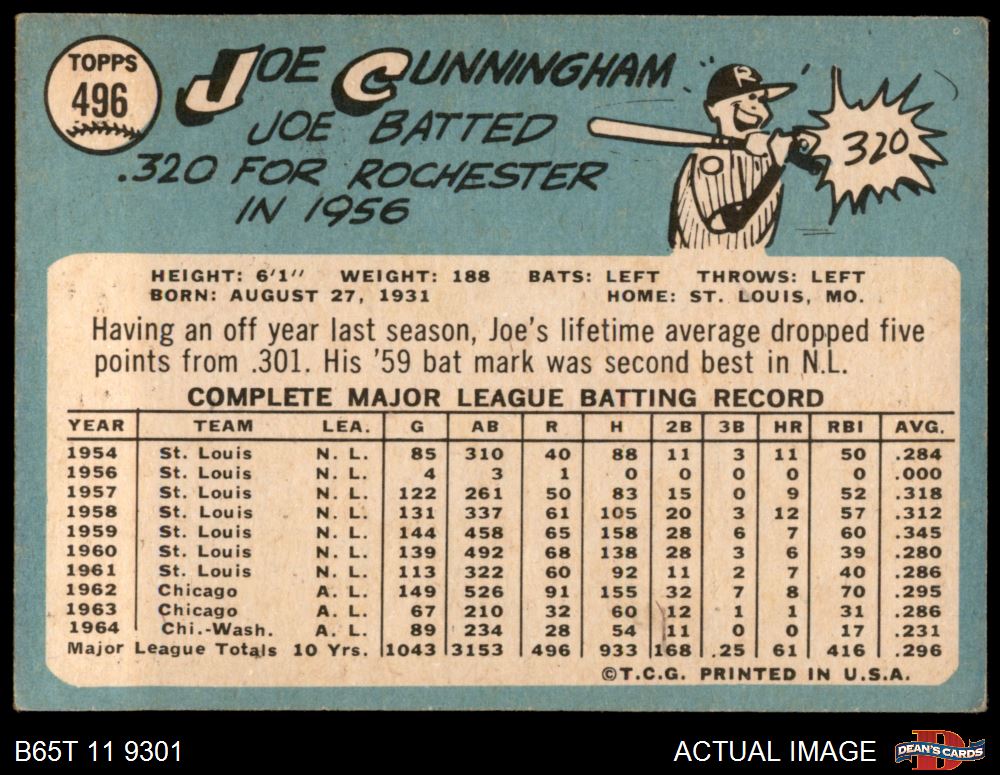 TOPPS
496
JOE CUNNINGHAM
JOE BATTED
.320 FOR ROCHESTER
IN 1956
R
320
HEIGHT: 6'1" WEIGHT: 188 BATS: LEFT THROWS: LEFT
BORN: AUGUST 27, 1931 HOME: ST. LOUIS, MO.
Having an off year last season, Joe's lifetime average dropped five
points from .301. His '59 bat mark was second best in N.L.
COMPLETE MAJOR LEAGUE BATTING RECORD
YEAR TEAM LEA. G AB R H 2B 3B HR RBI AVG.
1954 St. Louis N. L. 85 310 40 88 11 3 11 50 .284
1956 St. Louis N. L. 4 3 1 0 0 0 0 0 .000
1957 St. Louis N. L. 122 261 50 83 15 0 9 52 .318
1958 St. Louis N. L. 131 337 61 105 20 3 12 57 .312
1959 St. Louis N. L. 144 458 65 158 28 6 7 60 .345
1960 St. Louis N. L. 139 492 68 138 28 3 6 39 .280
1961 St. Louis N. L. 113 322 60 92 11 2 7 40 .286
1962 Chicago A. L. 149 526 91 155 32 7 8 70 .295
1963 Chicago A. L. 67 210 32 60 12 1 1 31 .286
1964 Chi.-Wash. A. L. 89 234 28 54 11 0 0 17 .231
Major League Totals 10 Yrs. 1043 3153 496 933 168 .25 61 416 .296
©T.C.G. PRINTED IN U.S.A.
B65T 11 9301
ACTUAL IMAGE
D
DEAN'S CARDS